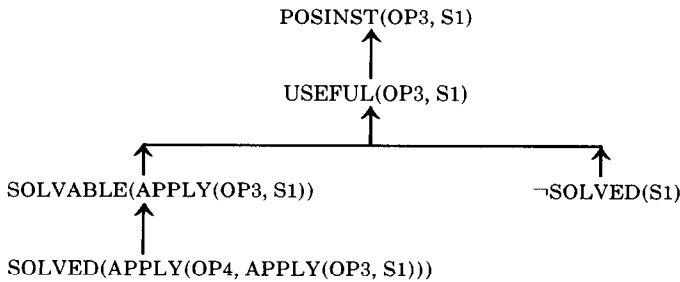 POSINST(OP3, S1)
USEFUL(OP3, S1)
SOLVABLE(APPLY(OP3, S1))
¬SOLVED(S1)
SOLVED(APPLY(OP4, APPLY(OP3, S1)))